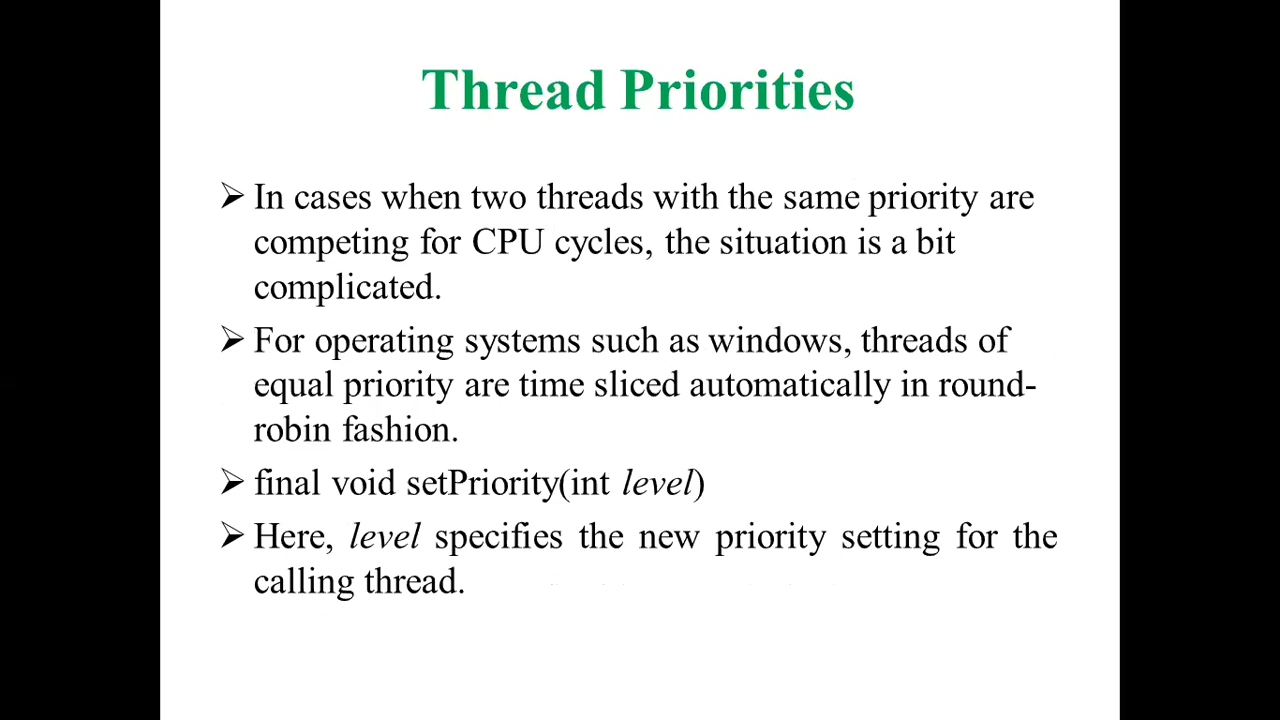 Thread Priorities
➢ In cases when two threads with the same priority are
competing for CPU cycles, the situation is a bit
complicated.
➢ For operating systems such as windows, threads of
equal priority are time sliced automatically in round-
robin fashion.
➢ final void setPriority(int level)
➢ Here, level specifies the new priority setting for the
calling thread.